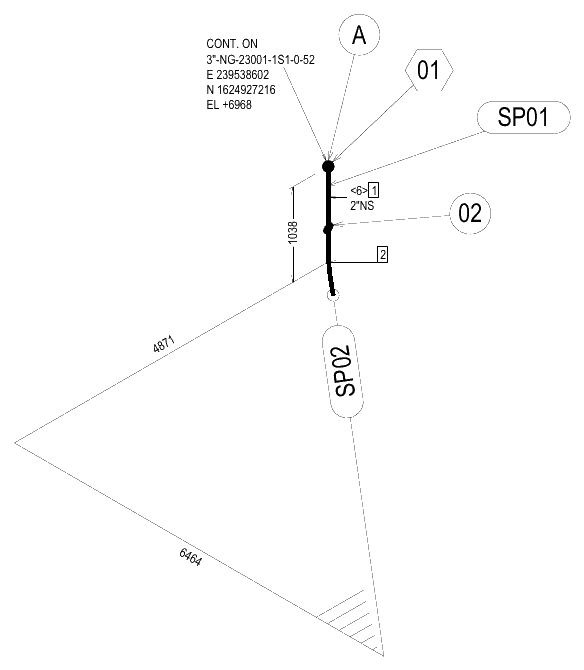 CONT. ON
3"-NG-23001-1S1-0-52
E 239538602
N 1624927216
EL +6968
A
01
SP01
<6> 1
2"NS
02
1038
2
4871
SP02
6464